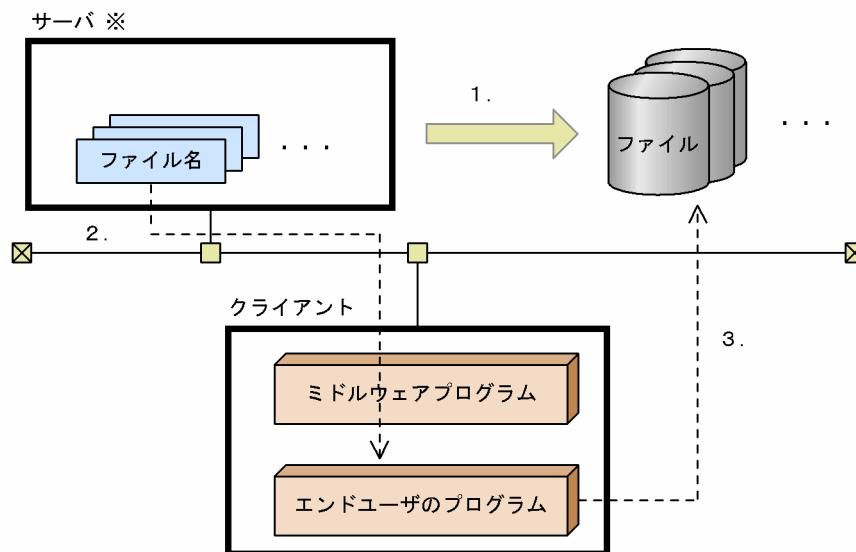 サーバ ※
1.
ファイル名
・・・
ファイル
・・・
2.
クライアント
ミドルウェアプログラム
3.
エンドユーザのプログラム